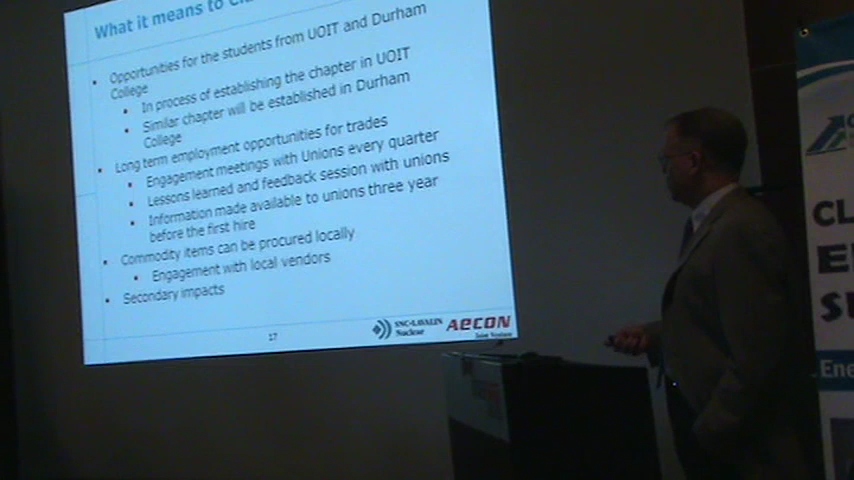 What it means to
Opportunities for the students from UOIT and Durham
College
In process of establishing the chapter in UOIT
Similar chapter will be established in Durham
College
Long term employment opportunities for trades
Engagement meetings with Unions every quarter
Lessons learned and feedback session with unions
Information made available to unions three year
before the first hire
Commodity items can be procured locally
Engagement with local vendors
Secondary impacts
17
SNC-LAVALIN
Nuclear
AECON
Joint Venture
CL
E
S
Ene